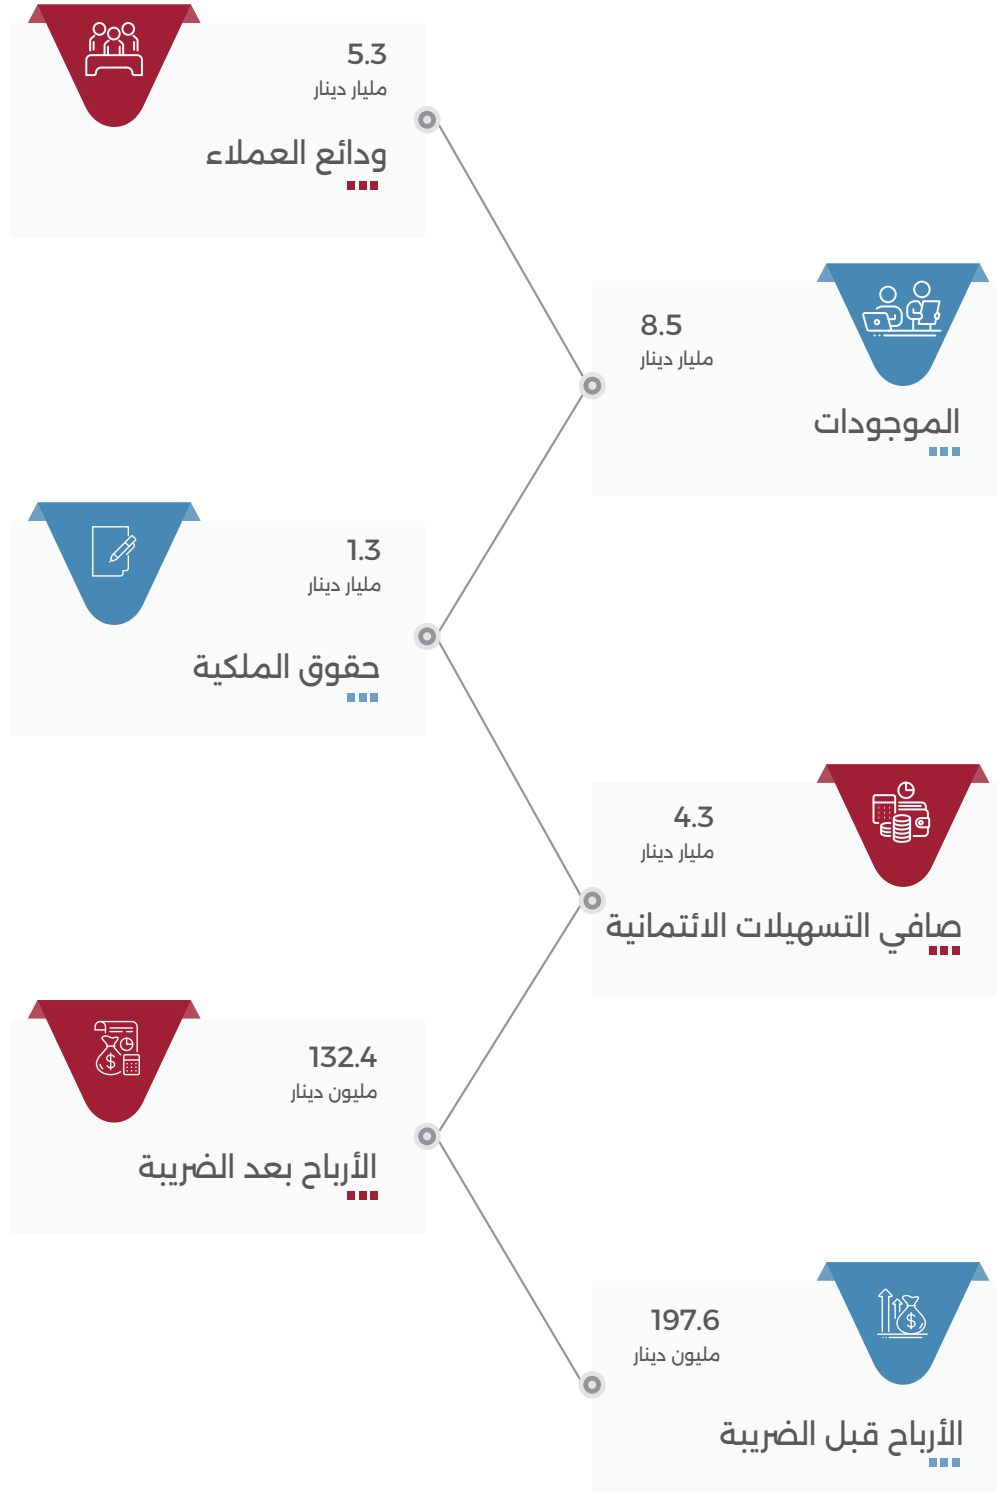 5.3
مليار دينار
ودائع العملاء
8.5
مليار دينار
الموجودات
1.3
مليار دينار
حقوق الملكية
4.3
مليار دينار
صافي التسهيلات الائتمانية
132.4
مليون دينار
الأرباح بعد الضريبة
197.6
مليون دينار
الأرباح قبل الضريبة